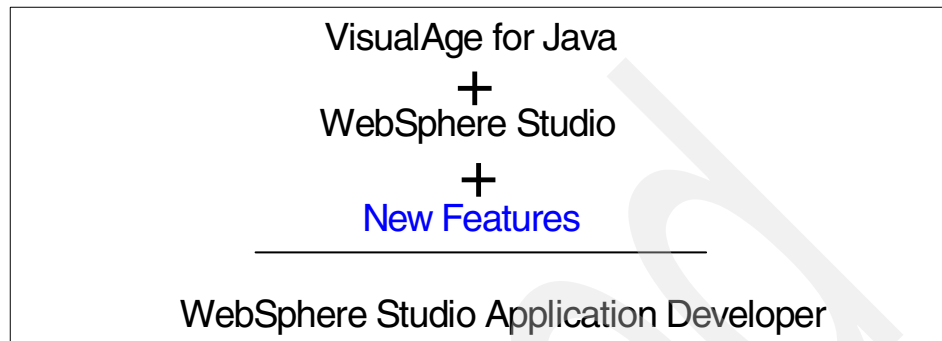 VisualAge for Java
+
WebSphere Studio
+
New Features
WebSphere Studio Application Developer